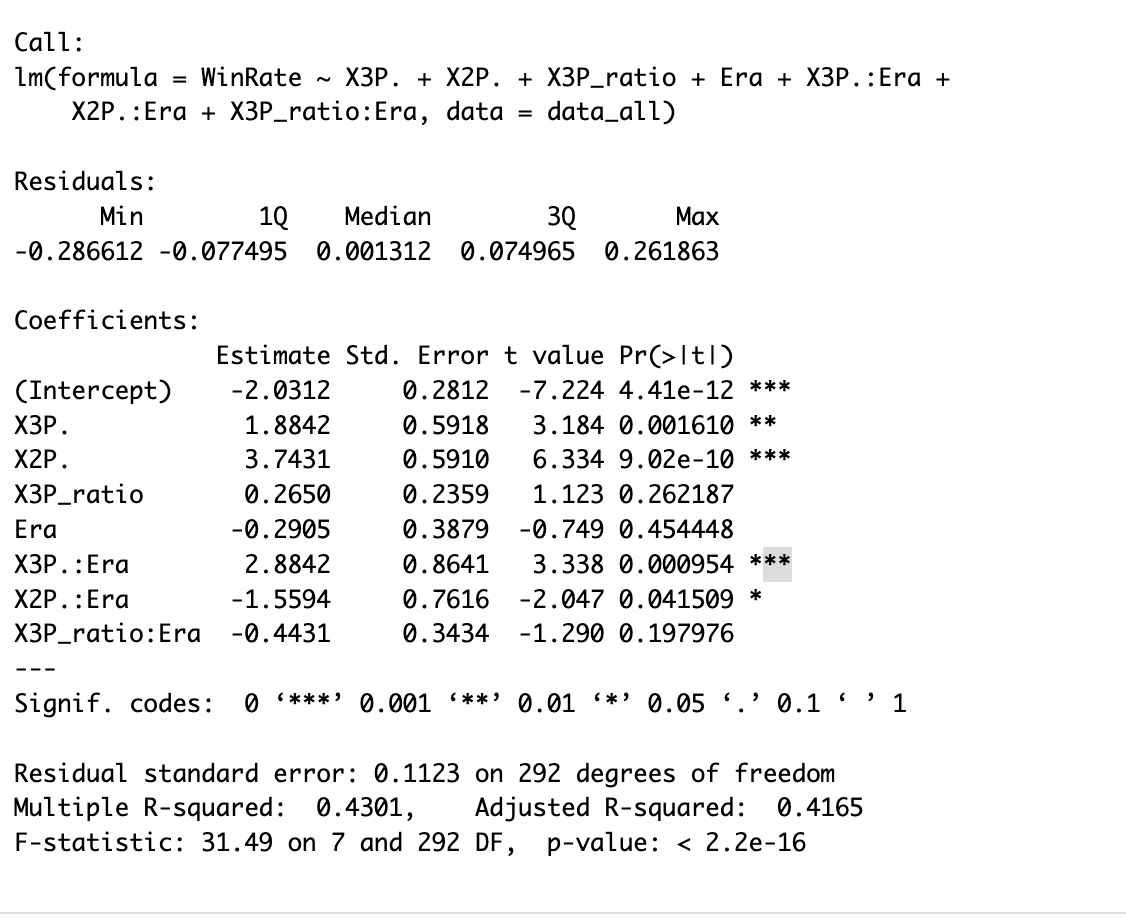 Call:
lm(formula = WinRate ~ X3P. + X2P. + X3P_ratio + Era + X3P.:Era +
    X2P.:Era + X3P_ratio:Era, data = data_all)

Residuals:
      Min        1Q    Median        3Q       Max
-0.286612 -0.077495  0.001312  0.074965  0.261863

Coefficients:
              Estimate Std. Error t value Pr(>|t|)
(Intercept)    -2.0312     0.2812  -7.224 4.41e-12 ***
X3P.            1.8842     0.5918   3.184 0.001610 **
X2P.            3.7431     0.5910   6.334 9.02e-10 ***
X3P_ratio       0.2650     0.2359   1.123 0.262187
Era            -0.2905     0.3879  -0.749 0.454448
X3P.:Era        2.8842     0.8641   3.338 0.000954 ***
X2P.:Era       -1.5594     0.7616  -2.047 0.041509 *
X3P_ratio:Era  -0.4431     0.3434  -1.290 0.197976
---
Signif. codes:  0 ‘***’ 0.001 ‘**’ 0.01 ‘*’ 0.05 ‘.’ 0.1 ‘ ’ 1

Residual standard error: 0.1123 on 292 degrees of freedom
Multiple R-squared:  0.4301,    Adjusted R-squared:  0.4165
F-statistic: 31.49 on 7 and 292 DF,  p-value: < 2.2e-16